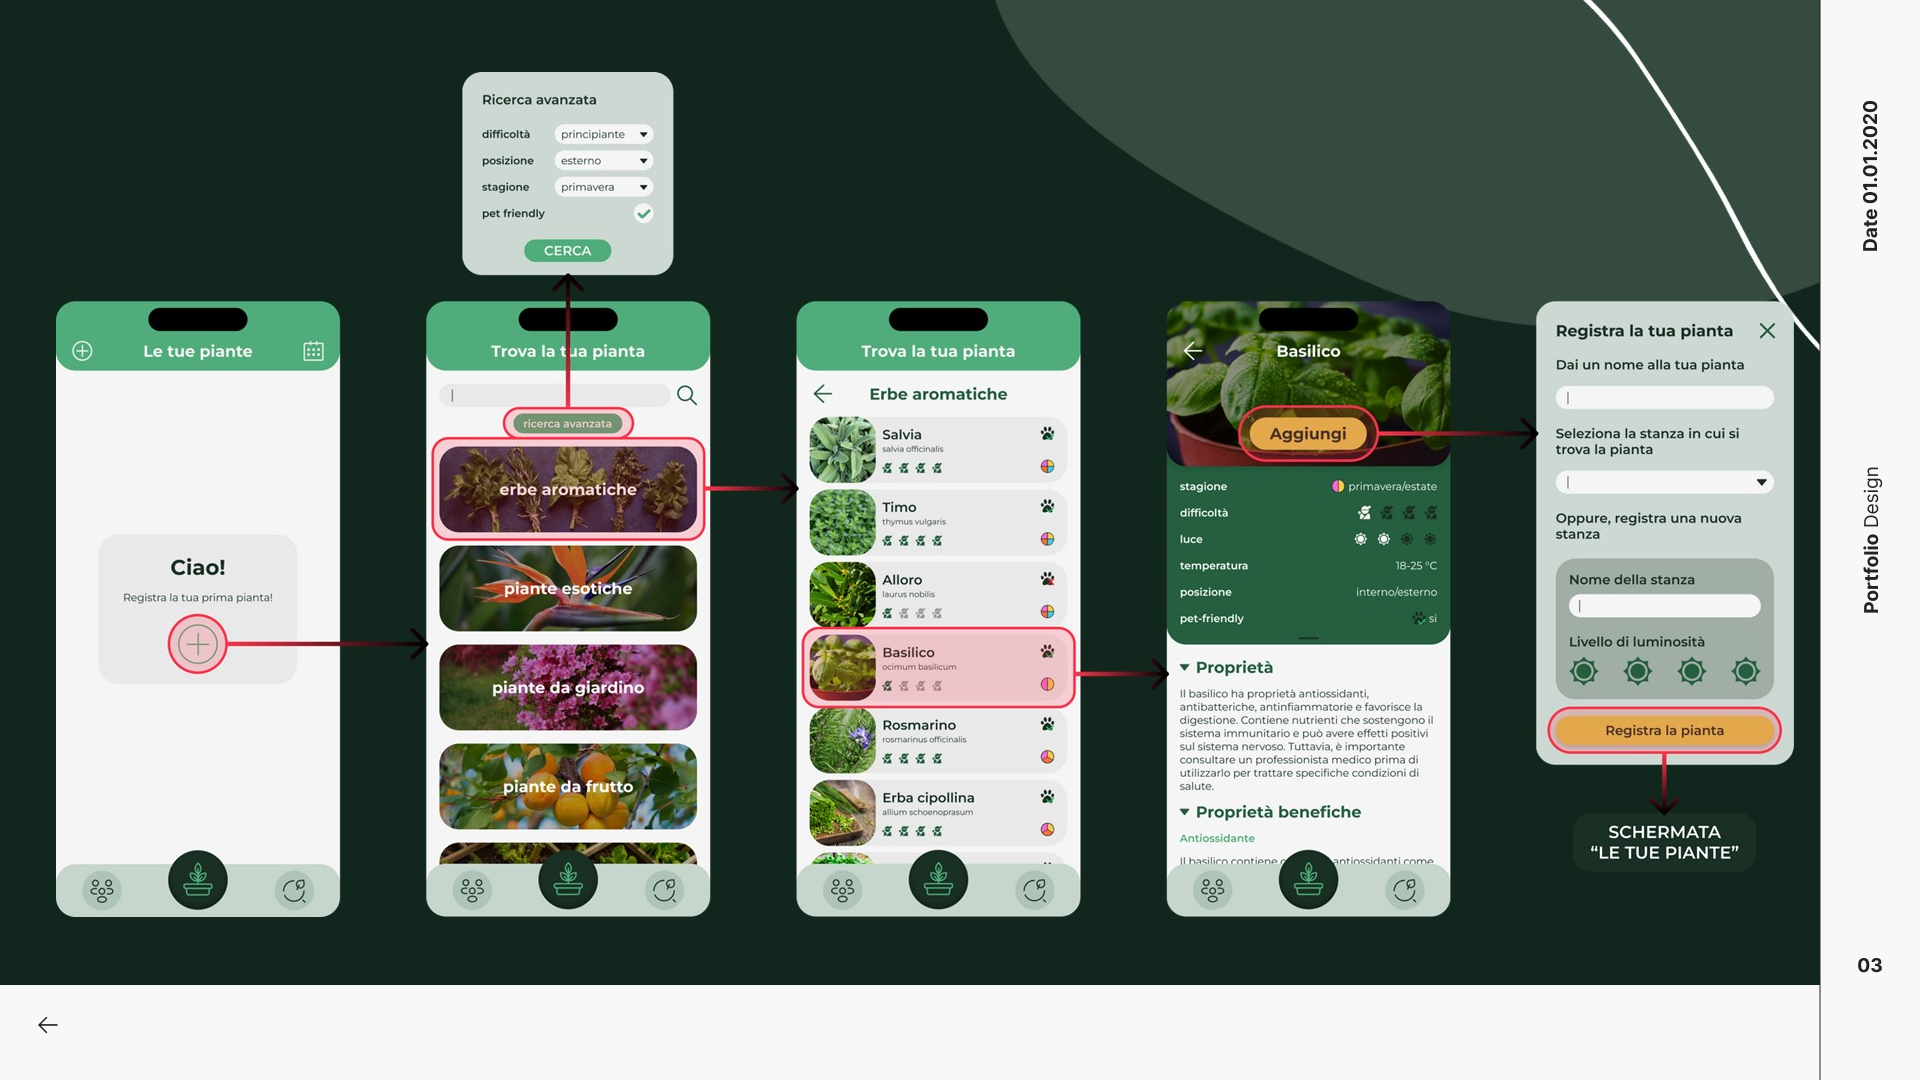 Ricerca avanzata
difficoltà principiante
posizione esterno
stagione primavera
pet friendly
CERCA
Le tue piante
Ciao!
Registra la tua prima pianta!
Trova la tua pianta
ricerca avanzata
erbe aromatiche
piante esotiche
piante da giardino
piante da frutto
Trova la tua pianta
Erbe aromatiche
Salvia
salvia officinalis
Timo
thymus vulgaris
Alloro
laurus nobilis
Basilico
ocimum basilicum
Rosmarino
rosmarinus officinalis
Erba cipollina
allium schoenoprasum
Basilico
Aggiungi
stagione primavera/estate
difficoltà
luce
temperatura 18-25 °C
posizione interno/esterno
pet-friendly si
Proprietà
Il basilico ha proprietà antiossidanti,
antibatteriche, antinfiammatorie e favorisce la
digestione. Contiene nutrienti che sostengono il
sistema immunitario e può avere effetti positivi
sul sistema nervoso. Tuttavia, è importante
consultare un professionista medico prima di
utilizzarlo per trattare specifiche condizioni di
salute.
Proprietà benefiche
Antiossidante
Il basilico contiene antiossidanti come
Registra la tua pianta
Dai un nome alla tua pianta
Seleziona la stanza in cui si
trova la pianta
Oppure, registra una nuova
stanza
Nome della stanza
Livello di luminosità
Registra la pianta
SCHERMATA
“LE TUE PIANTE”
Date 01.01.2020
Portfolio Design
03